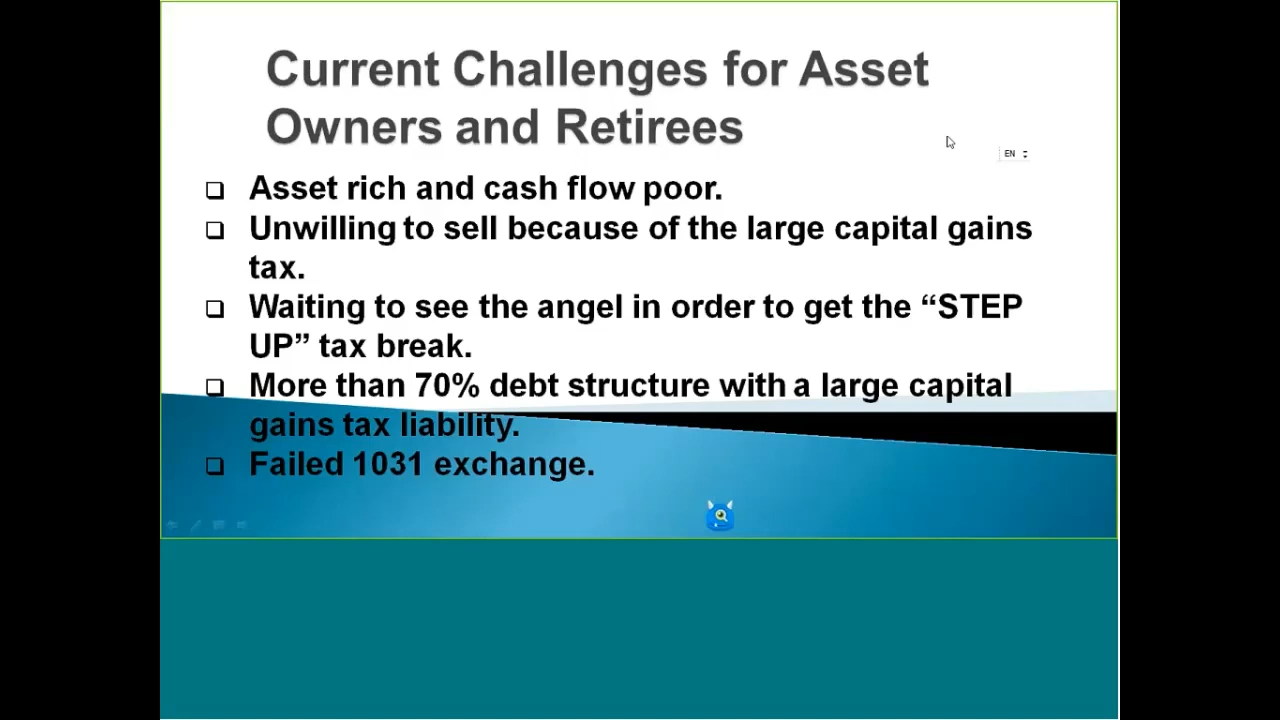 Current Challenges for Asset
Owners and Retirees
EN
Asset rich and cash flow poor.
Unwilling to sell because of the large capital gains
tax.
Waiting to see the angel in order to get the “STEP
UP” tax break.
More than 70% debt structure with a large capital
gains tax liability.
Failed 1031 exchange.